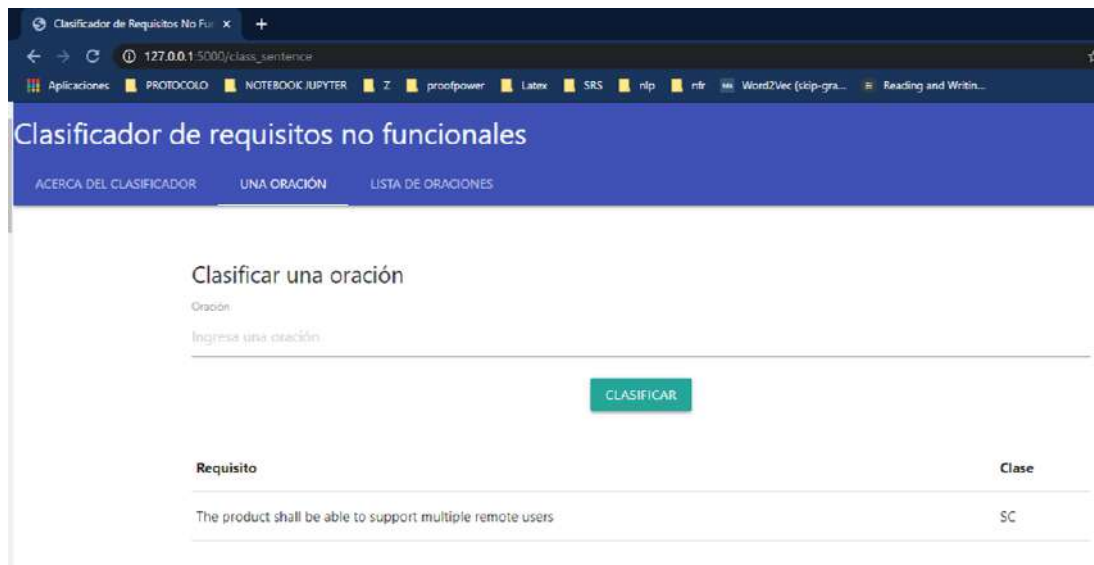 Clasificador de Requisitos No Fu
127.0.0.1:5000/class_sentence
Aplicaciones PROTOCOLO NOTEBOOK JUPYTER Z proofpower Latex SRS nlp nfr Word2Vec (skip-gra... Reading and Writin...
Clasificador de requisitos no funcionales
ACERCA DEL CLASIFICADOR UNA ORACIÓN LISTA DE ORACIONES
Clasificar una oración
Oración
Ingresa una oración
CLASIFICAR
Requisito Clase
The product shall be able to support multiple remote users SC